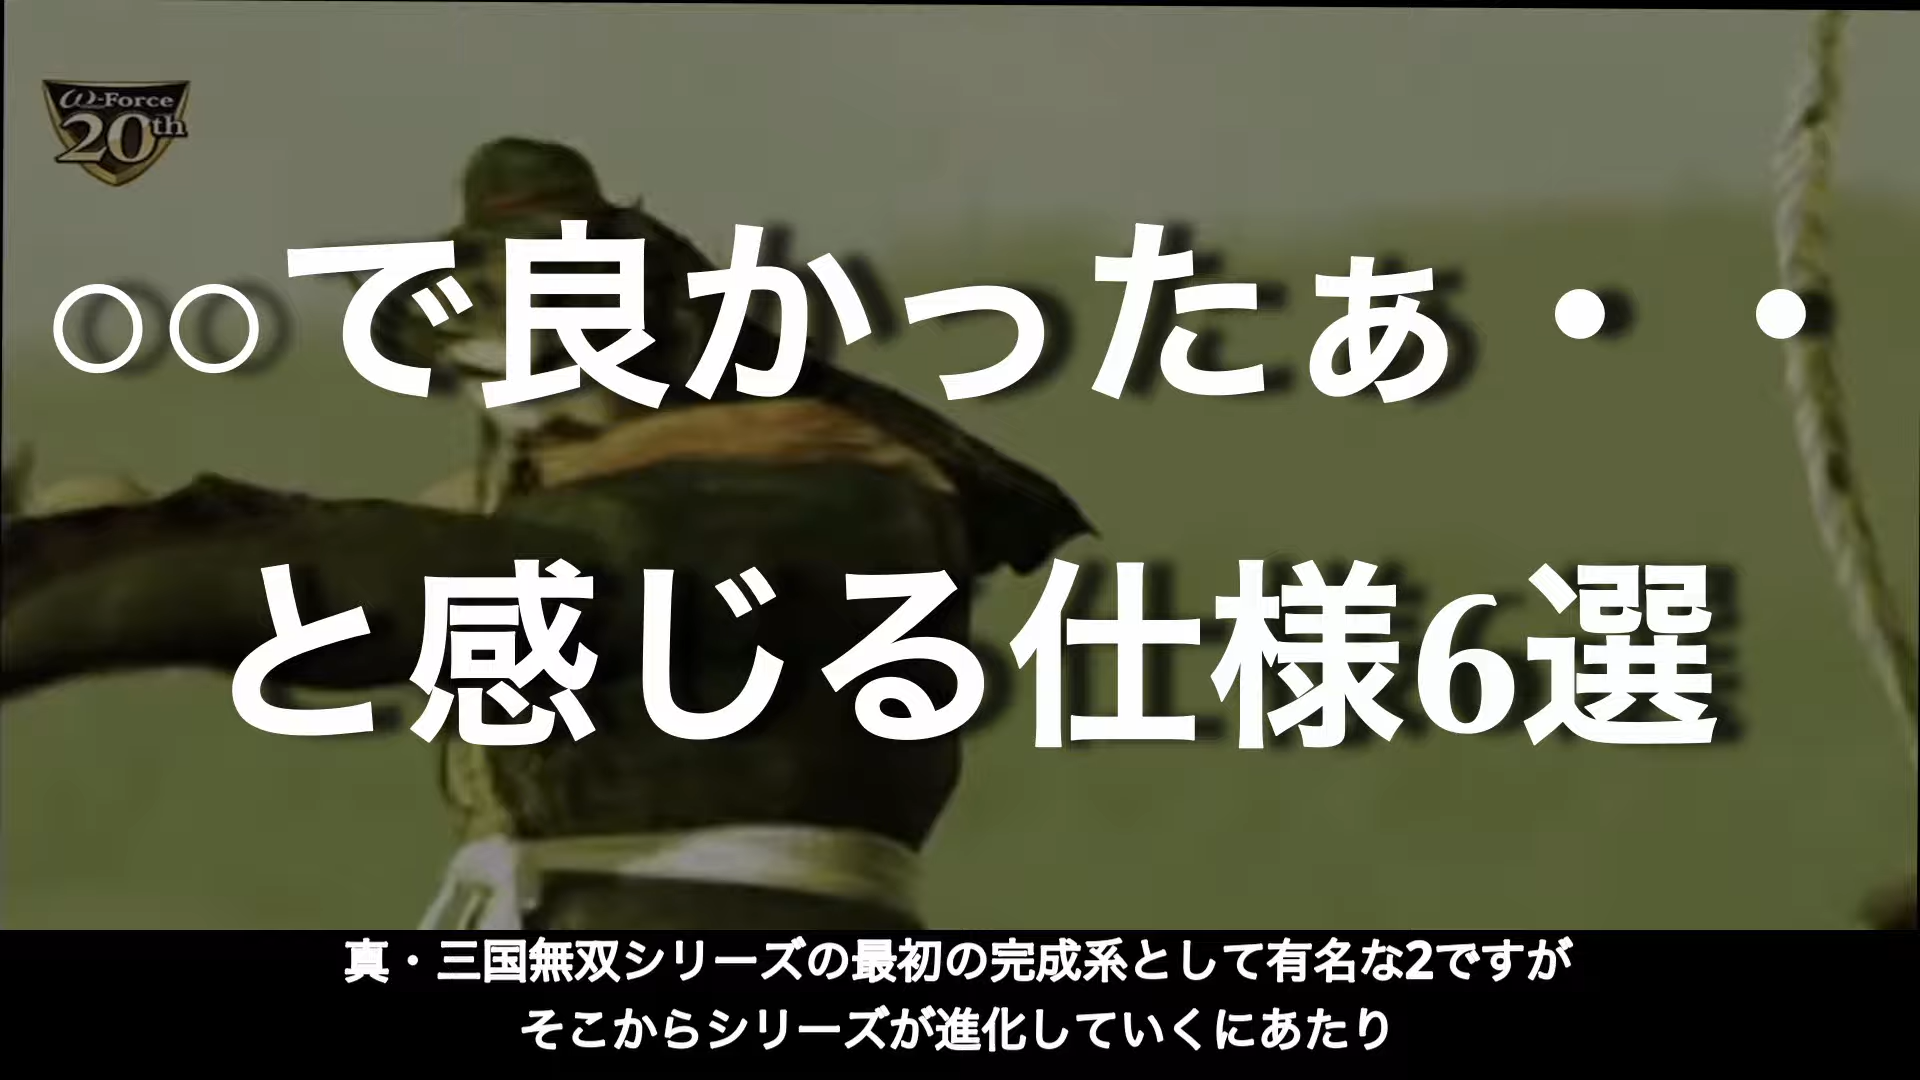 ω-Force
20th
○○で良かったぁ・・
と感じる仕様6選
真・三国無双シリーズの最初の完成系として有名な2ですが
そこからシリーズが進化していくにあたり